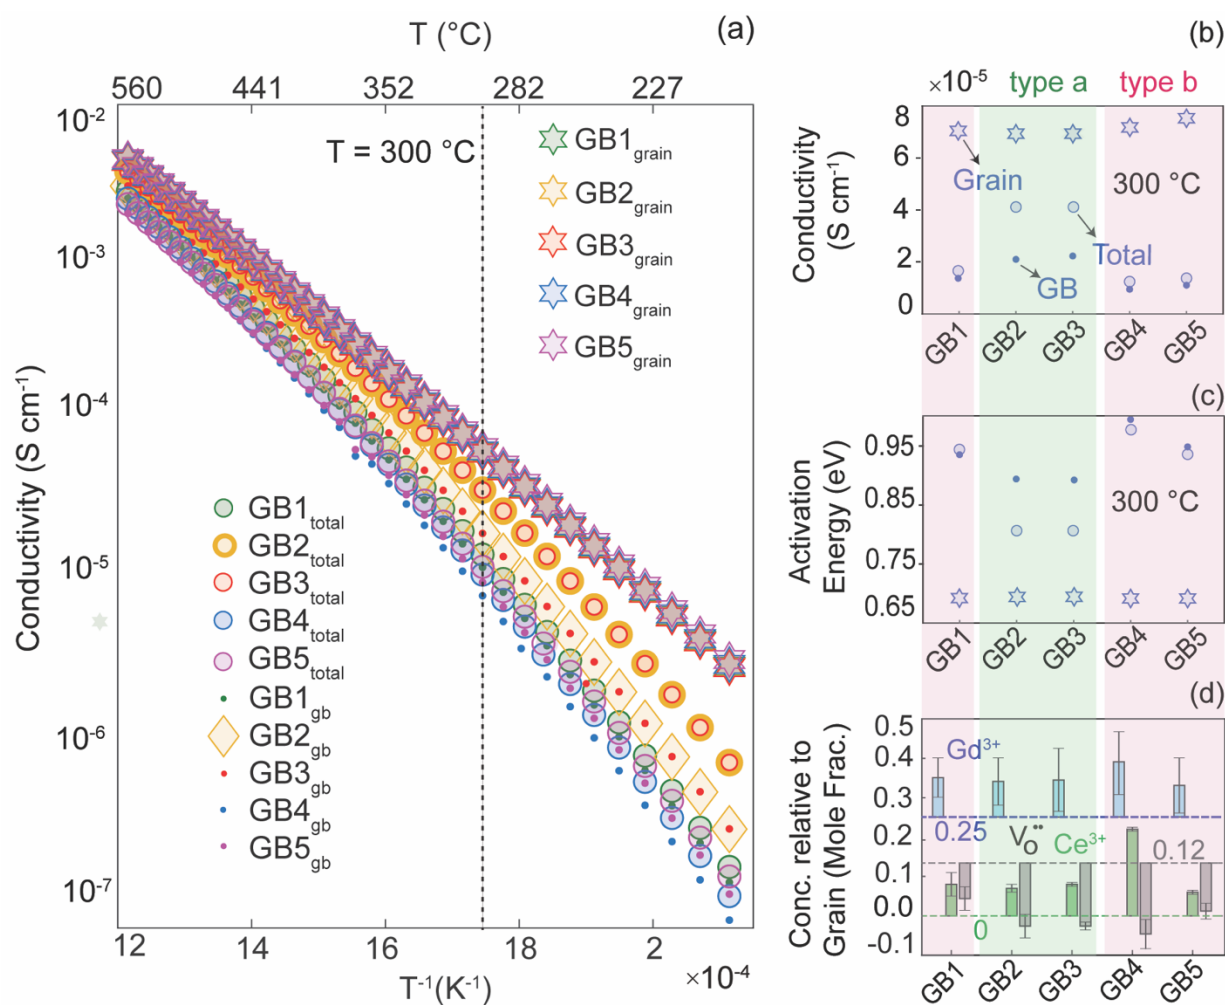 T (°C)
(a)
560 441 352 282 227
10⁻²
10⁻³
10⁻⁴
10⁻⁵
10⁻⁶
10⁻⁷
Conductivity (S cm⁻¹)
T = 300 °C
GB1grain
GB2grain
GB3grain
GB4grain
GB5grain
GB1total
GB2total
GB3total
GB4total
GB5total
GB1gb
GB2gb
GB3gb
GB4gb
GB5gb
12 14 16 18 2
T⁻¹(K⁻¹)
×10⁻⁴
(b)
×10⁻⁵
type a
type b
Conductivity
(S cm⁻¹)
8
6
4
2
0
Grain
300 °C
Total
GB
GB1 GB2 GB3 GB4 GB5
(c)
Activation
Energy (eV)
0.95
0.85
0.75
0.65
300 °C
GB1 GB2 GB3 GB4 GB5
(d)
Conc. relative to
Grain (Mole Frac.)
0.4
0.3
0.2
0.1
0.0
-0.1
Gd³⁺
0.25
V••O
Ce³⁺
0.12
0
GB1 GB2 GB3 GB4 GB5